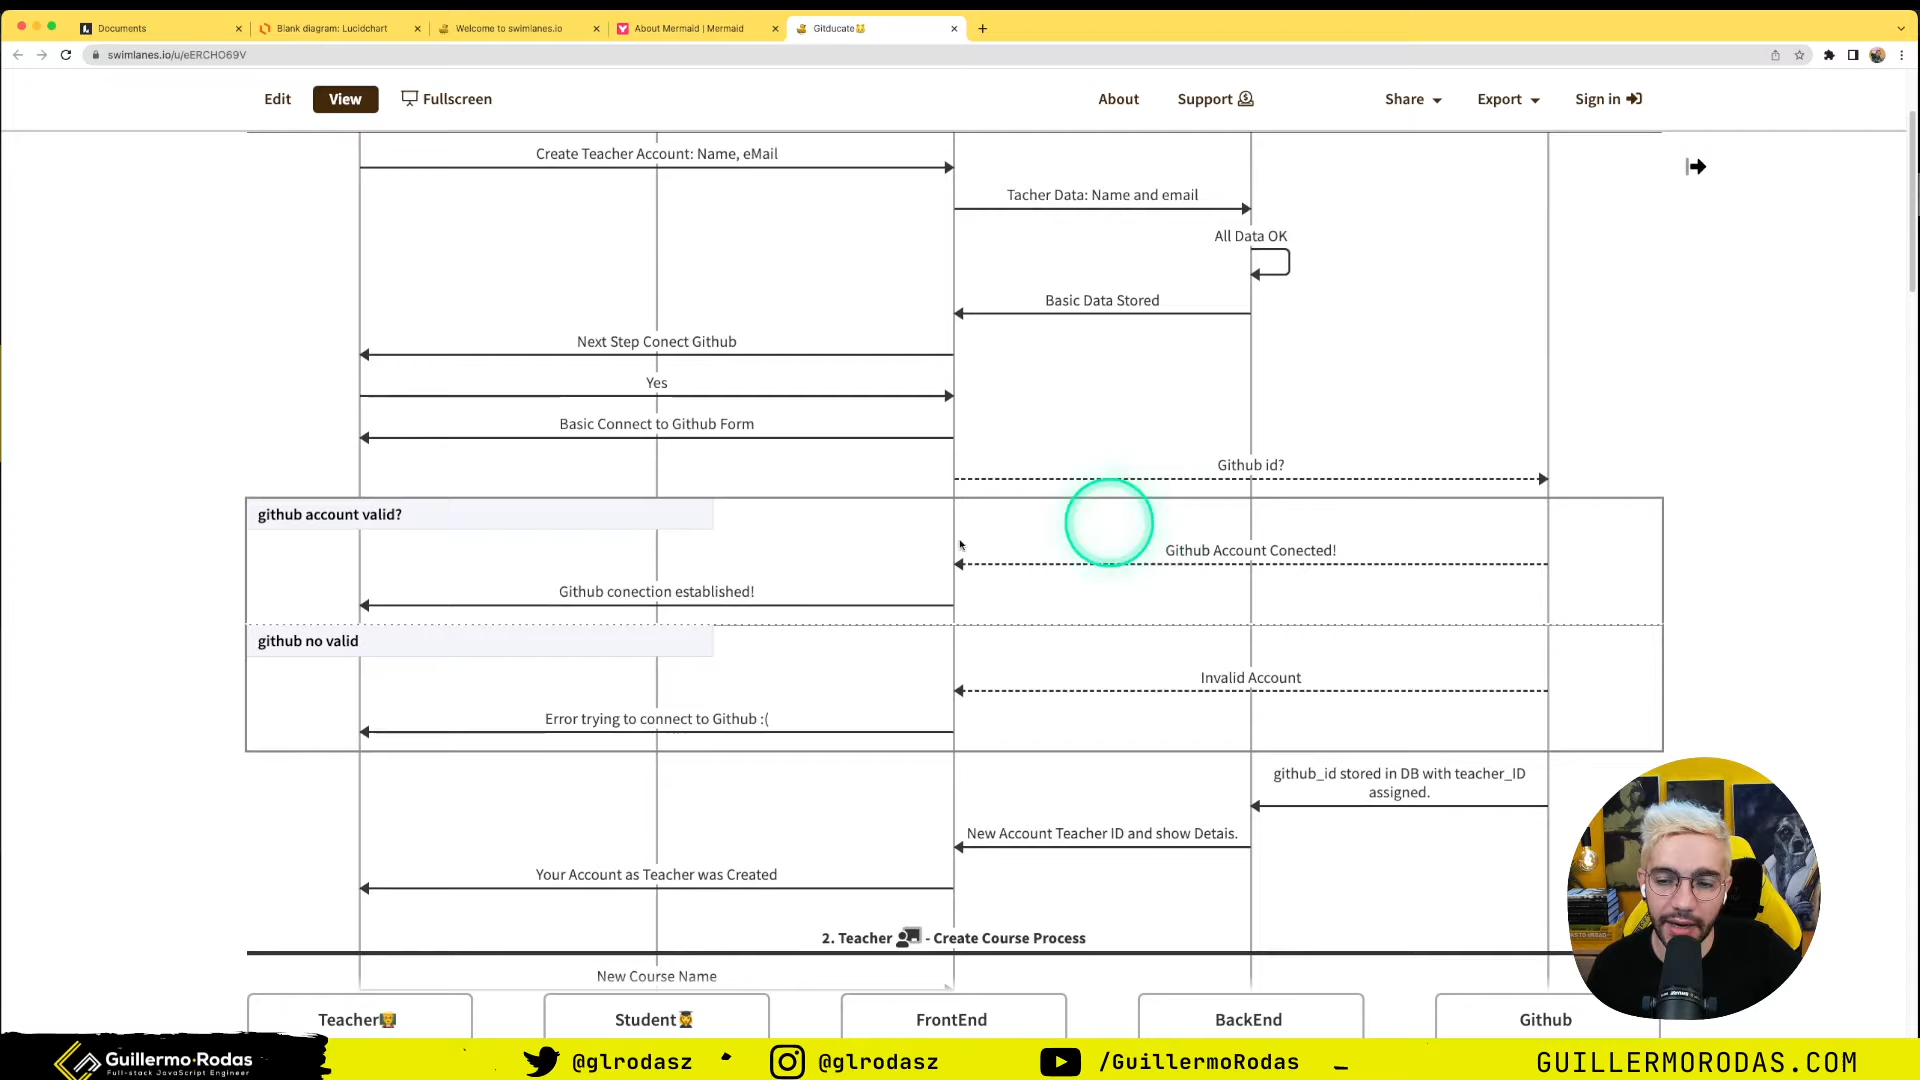 Documents
Blank diagram: Lucidchart
Welcome to swimlanes.io
About Mermaid | Mermaid
Gitducate
swimlanes.io/u/eERCHO69V
Edit
View
Fullscreen
About
Support
Share
Export
Sign in
Create Teacher Account: Name, eMail
Tacher Data: Name and email
All Data OK
Basic Data Stored
Next Step Conect Github
Yes
Basic Connect to Github Form
Github id?
github account valid?
Github Account Conected!
Github conection established!
github no valid
Invalid Account
Error trying to connect to Github :(
github_id stored in DB with teacher_ID
assigned.
New Account Teacher ID and show Detais.
Your Account as Teacher was Created
2. Teacher - Create Course Process
New Course Name
Teacher
Student
FrontEnd
BackEnd
Github
Guillermo·Rodas
Full-stack JavaScript Engineer
@glrodasz
@glrodasz
/GuillermoRodas
GUILLERMORODAS.COM